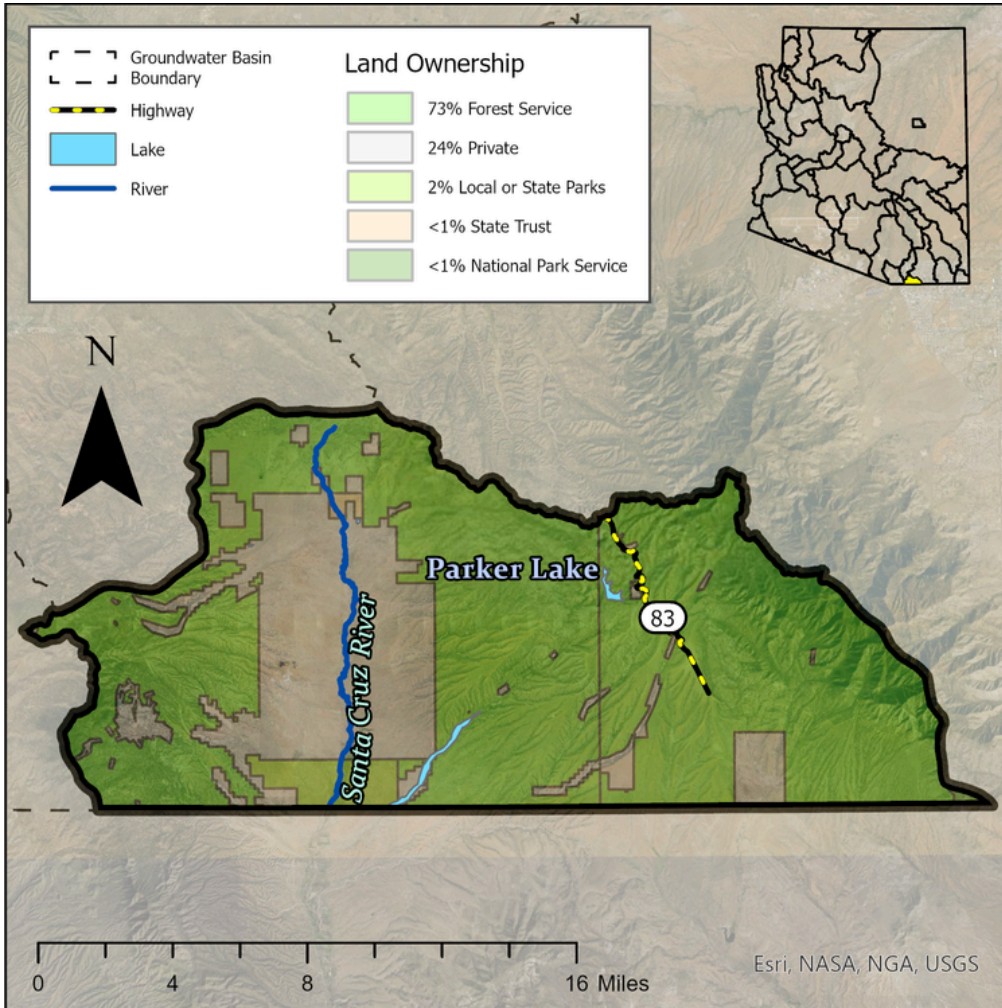 Groundwater Basin
Boundary
Highway
Lake
River
Land Ownership
73% Forest Service
24% Private
2% Local or State Parks
<1% State Trust
<1% National Park Service
N
Parker Lake
83
Santa Cruz River
0 4 8 16 Miles
Esri, NASA, NGA, USGS